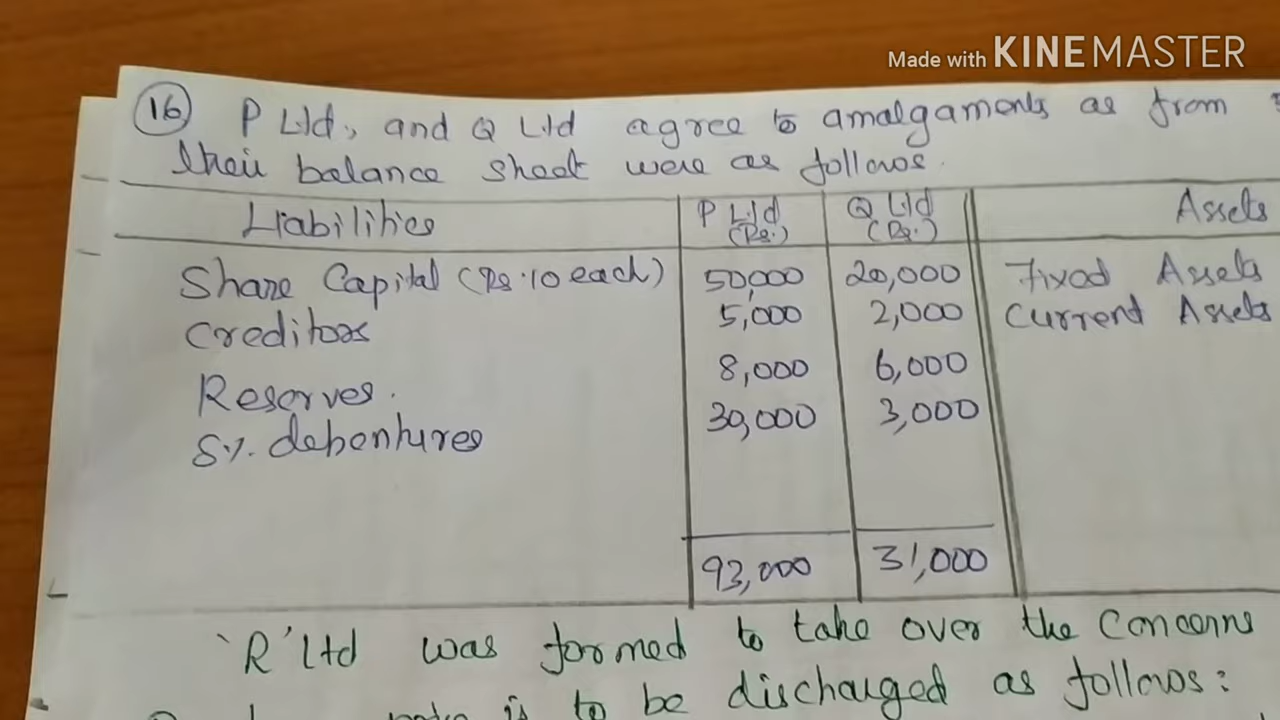 Made with KINEMASTER
16 P Ltd, and Q Ltd agree to amalgamants as from
their balance sheet were as follows.
Liabilities P Ltd (Rs.) Q Ltd (Rs.) Assets
Share Capital (Rs. 10 each) 50,000 20,000 Fixed Assets
Creditors 5,000 2,000 Current Assets
Reserves. 8,000 6,000
5%. debentures 30,000 3,000
93,000 31,000
'R' Ltd was formed to take over the concerns
is to be discharged as follows: